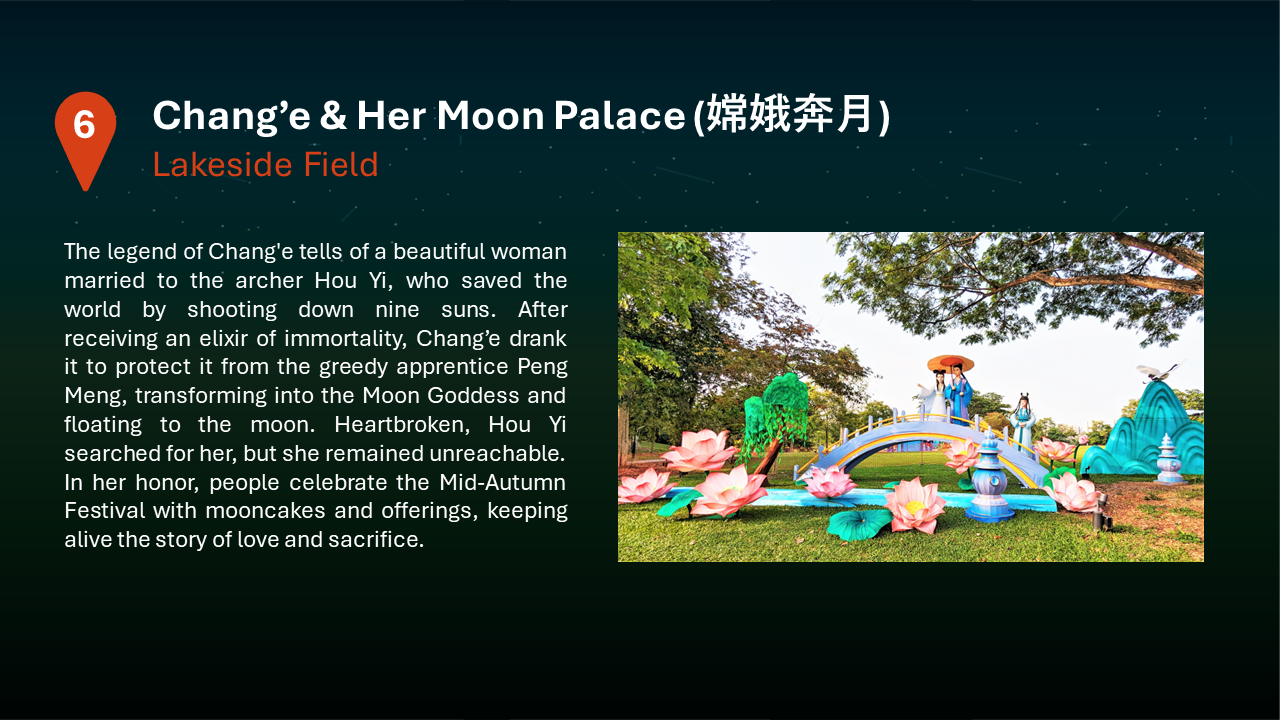 6
Chang’e & Her Moon Palace (嫦娥奔月)
Lakeside Field
The legend of Chang'e tells of a beautiful woman
married to the archer Hou Yi, who saved the
world by shooting down nine suns. After
receiving an elixir of immortality, Chang’e drank
it to protect it from the greedy apprentice Peng
Meng, transforming into the Moon Goddess and
floating to the moon. Heartbroken, Hou Yi
searched for her, but she remained unreachable.
In her honor, people celebrate the Mid-Autumn
Festival with mooncakes and offerings, keeping
alive the story of love and sacrifice.